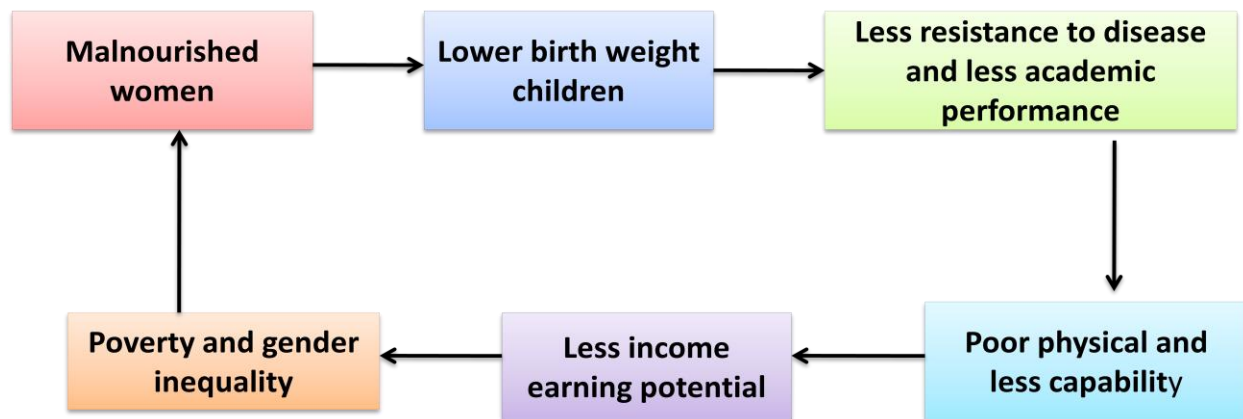 Malnourished
women
Lower birth weight
children
Less resistance to disease
and less academic
performance
Poor physical and
less capability
Less income
earning potential
Poverty and gender
inequality